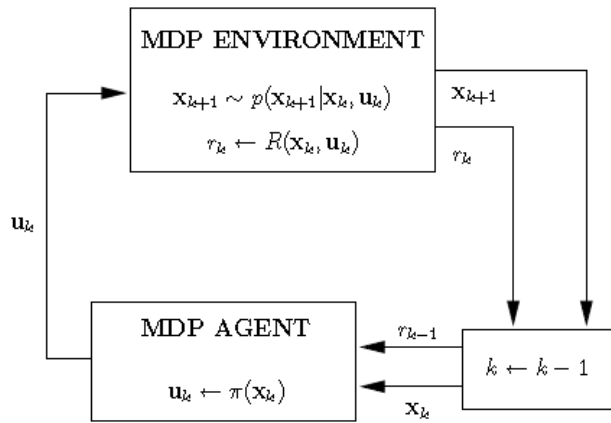 MDP ENVIRONMENT
x_{k+1} ∼ p(x_{k+1}|x_k, u_k)
r_k ← R(x_k, u_k)
x_{k+1}
r_k
u_k
MDP AGENT
u_k ← π(x_k)
r_{k−1}
x_k
k ← k − 1